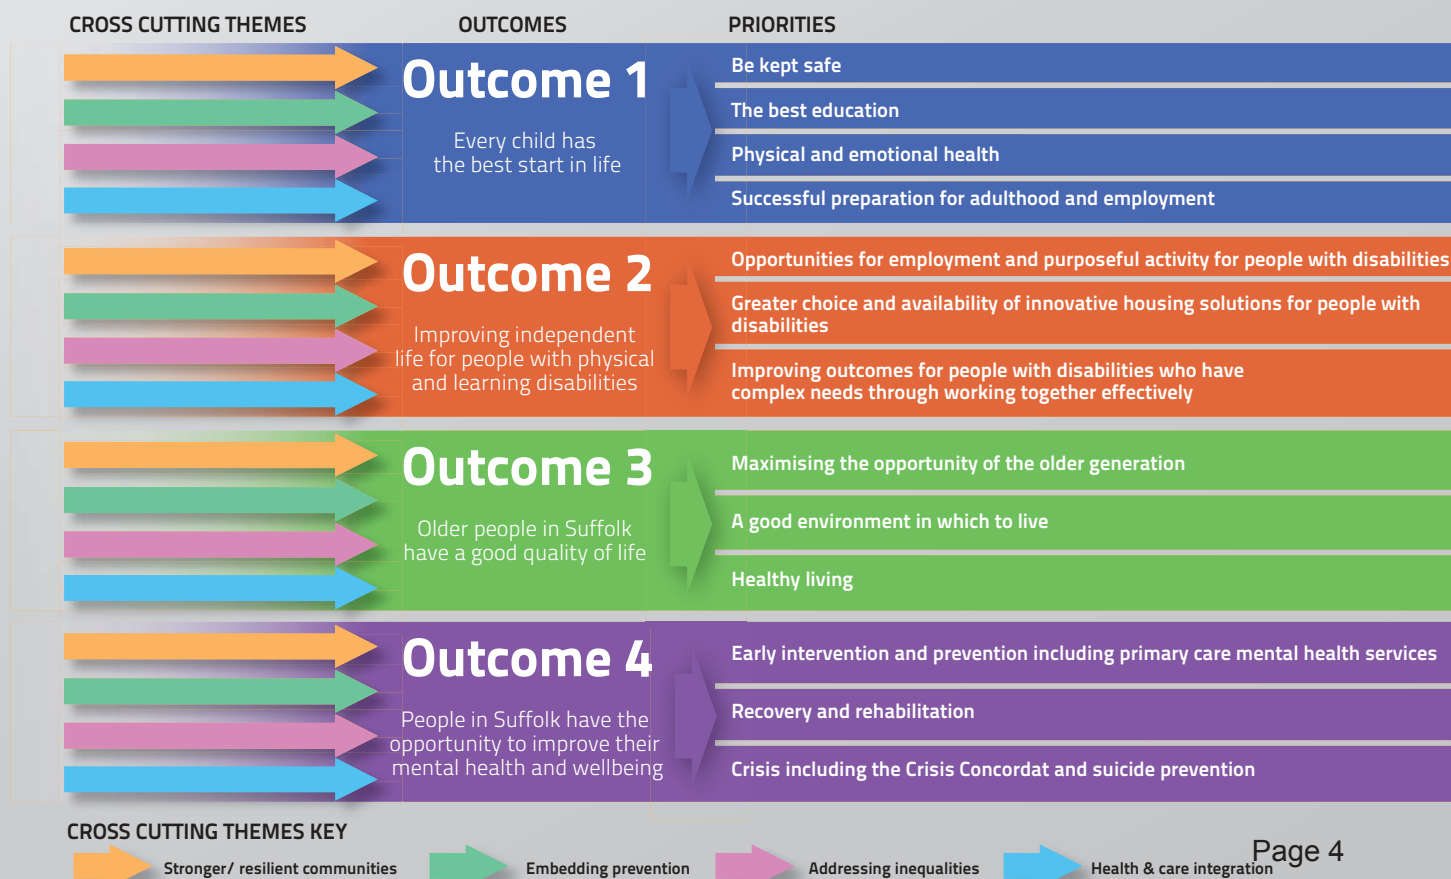 CROSS CUTTING THEMES
OUTCOMES
PRIORITIES
Outcome 1
Every child has
the best start in life
Be kept safe
The best education
Physical and emotional health
Successful preparation for adulthood and employment
Outcome 2
Improving independent
life for people with physical
and learning disabilities
Opportunities for employment and purposeful activity for people with disabilities
Greater choice and availability of innovative housing solutions for people with
disabilities
Improving outcomes for people with disabilities who have
complex needs through working together effectively
Outcome 3
Older people in Suffolk
have a good quality of life
Maximising the opportunity of the older generation
A good environment in which to live
Healthy living
Outcome 4
People in Suffolk have the
opportunity to improve their
mental health and wellbeing
Early intervention and prevention including primary care mental health services
Recovery and rehabilitation
Crisis including the Crisis Concordat and suicide prevention
CROSS CUTTING THEMES KEY
Stronger/ resilient communities
Embedding prevention
Addressing inequalities
Health & care integration
Page 4